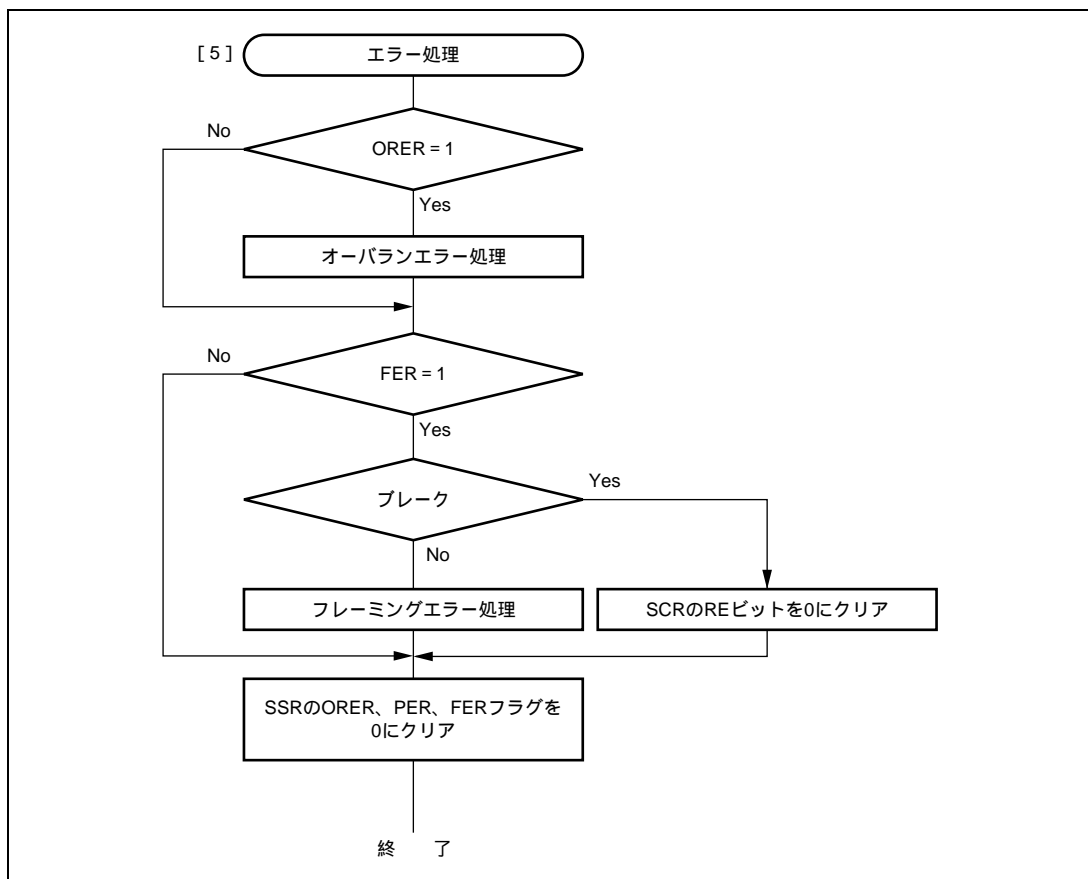 [5]
エラー処理
No
ORER = 1
Yes
オーバランエラー処理
No
FER = 1
Yes
ブレーク
Yes
No
フレーミングエラー処理
SCRのREビットを0にクリア
SSRのORER、PER、FERフラグを
0にクリア
終　了